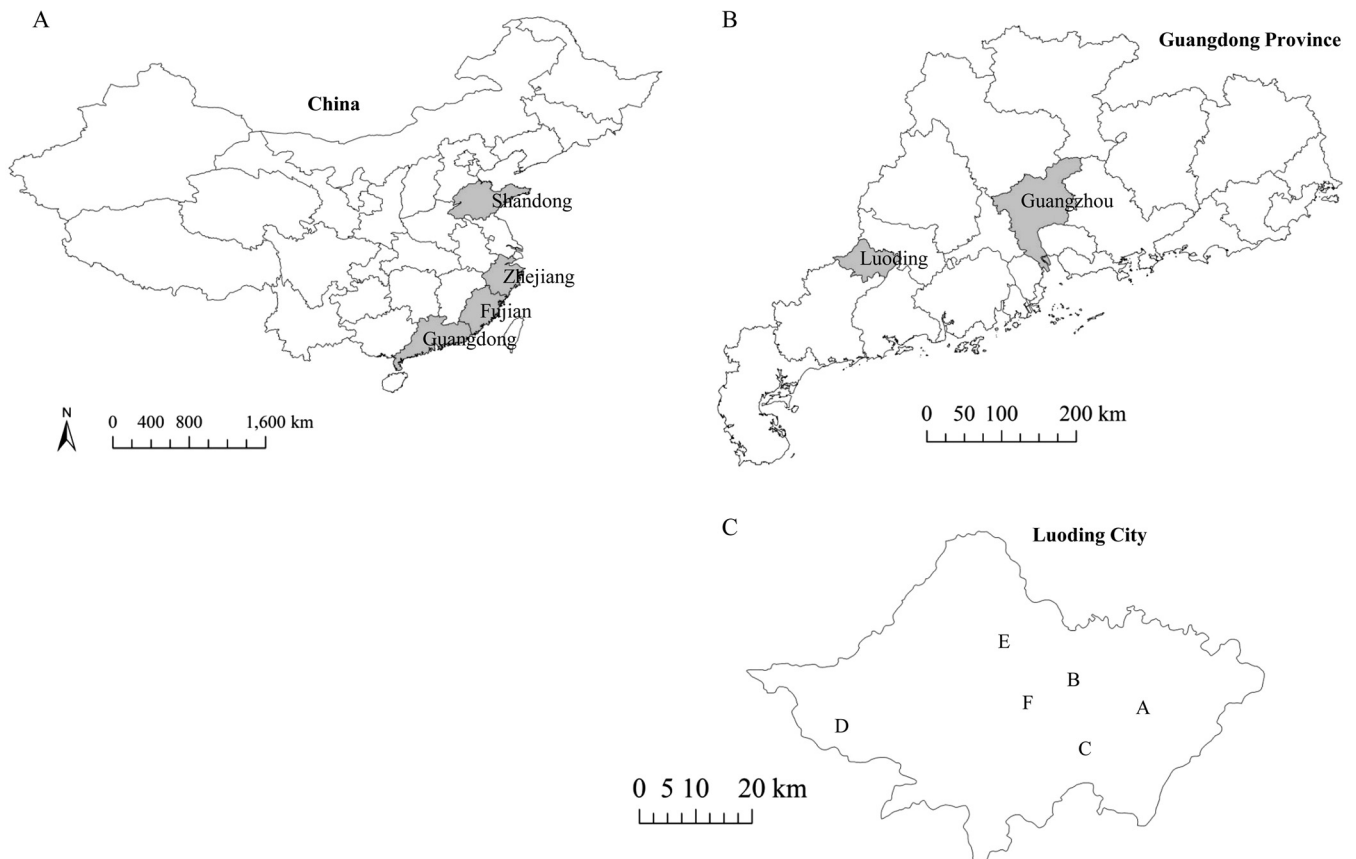 A
China
Shandong
Zhejiang
Fujian
Guangdong
N
0 400 800 1,600 km
B
Guangdong Province
Guangzhou
Luoding
0 50 100 200 km
C
Luoding City
E
B
F
A
D
C
0 5 10 20 km